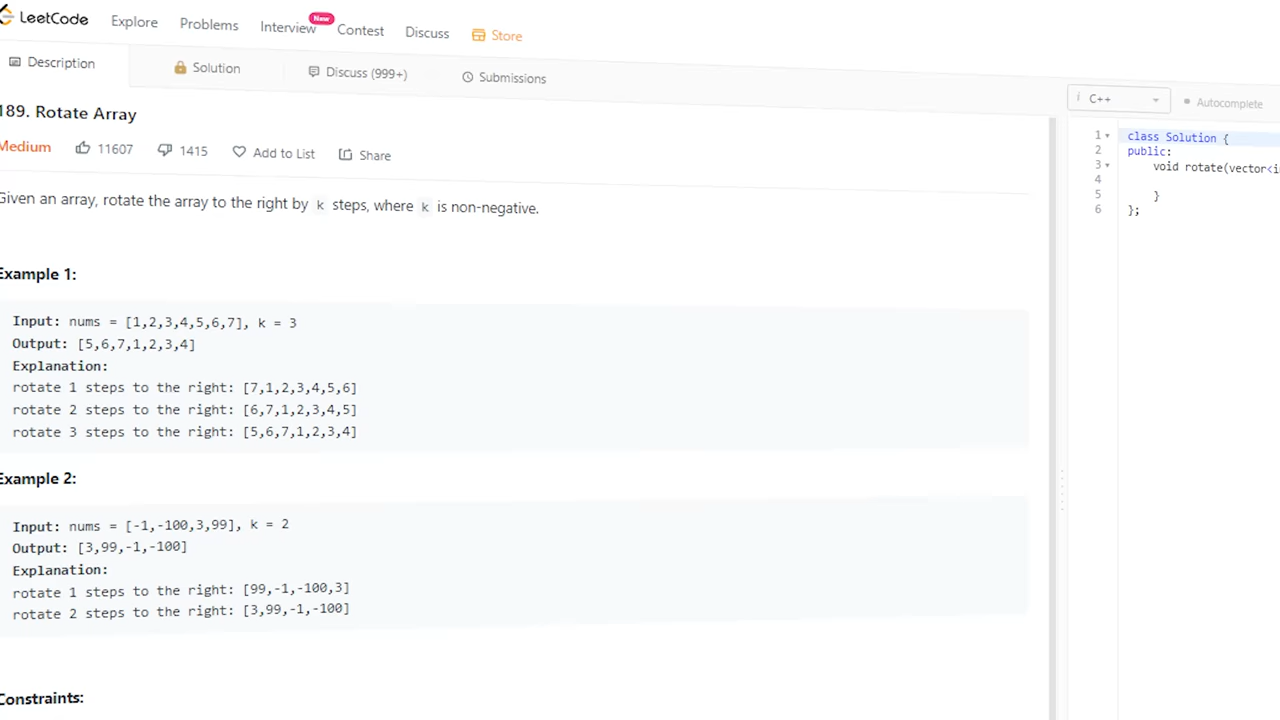 LeetCode Explore Problems Interview New Contest Discuss Store
Description Solution Discuss (999+) Submissions
189. Rotate Array
Medium 11607 1415 Add to List Share
Given an array, rotate the array to the right by k steps, where k is non-negative.
Example 1:
Input: nums = [1,2,3,4,5,6,7], k = 3
Output: [5,6,7,1,2,3,4]
Explanation:
rotate 1 steps to the right: [7,1,2,3,4,5,6]
rotate 2 steps to the right: [6,7,1,2,3,4,5]
rotate 3 steps to the right: [5,6,7,1,2,3,4]
Example 2:
Input: nums = [-1,-100,3,99], k = 2
Output: [3,99,-1,-100]
Explanation:
rotate 1 steps to the right: [99,-1,-100,3]
rotate 2 steps to the right: [3,99,-1,-100]
Constraints:
i C++ Autocomplete
1 class Solution {
2 public:
3 void rotate(vector<in
4
5 }
6 };